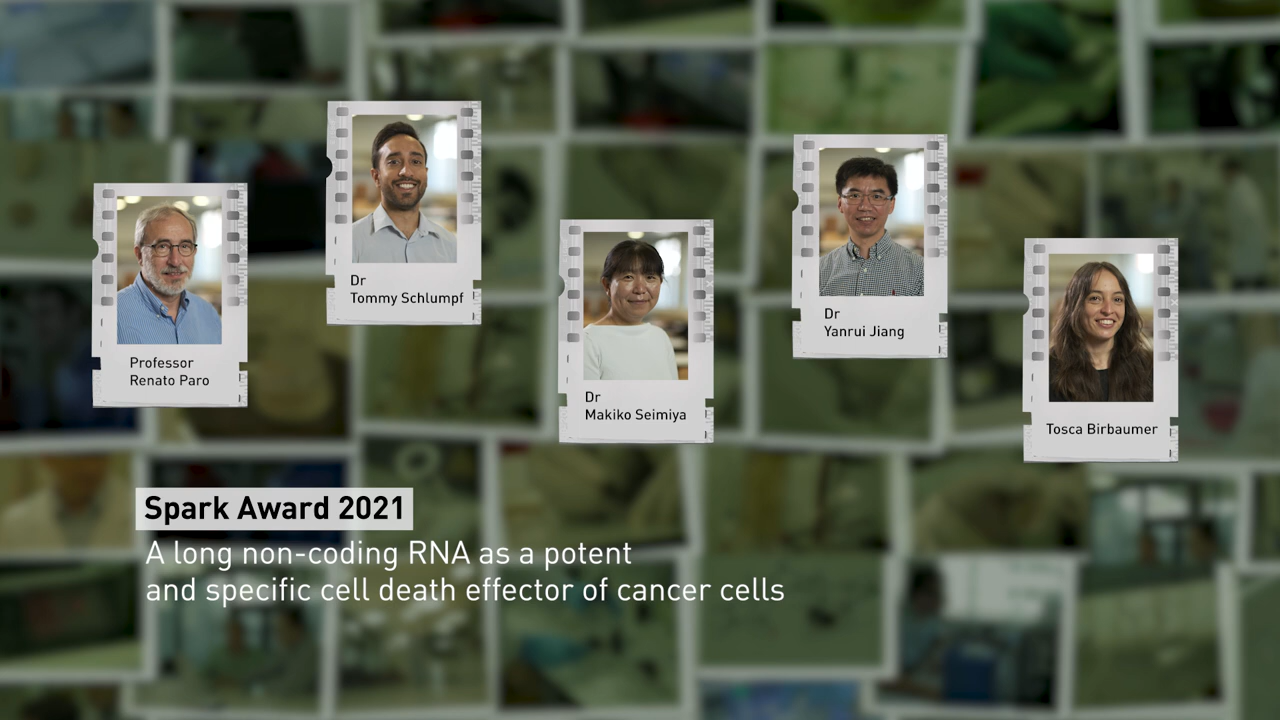 Professor
Renato Paro
Dr
Tommy Schlumpf
Dr
Makiko Seimiya
Dr
Yanrui Jiang
Tosca Birbaumer
Spark Award 2021
A long non-coding RNA as a potent
and specific cell death effector of cancer cells